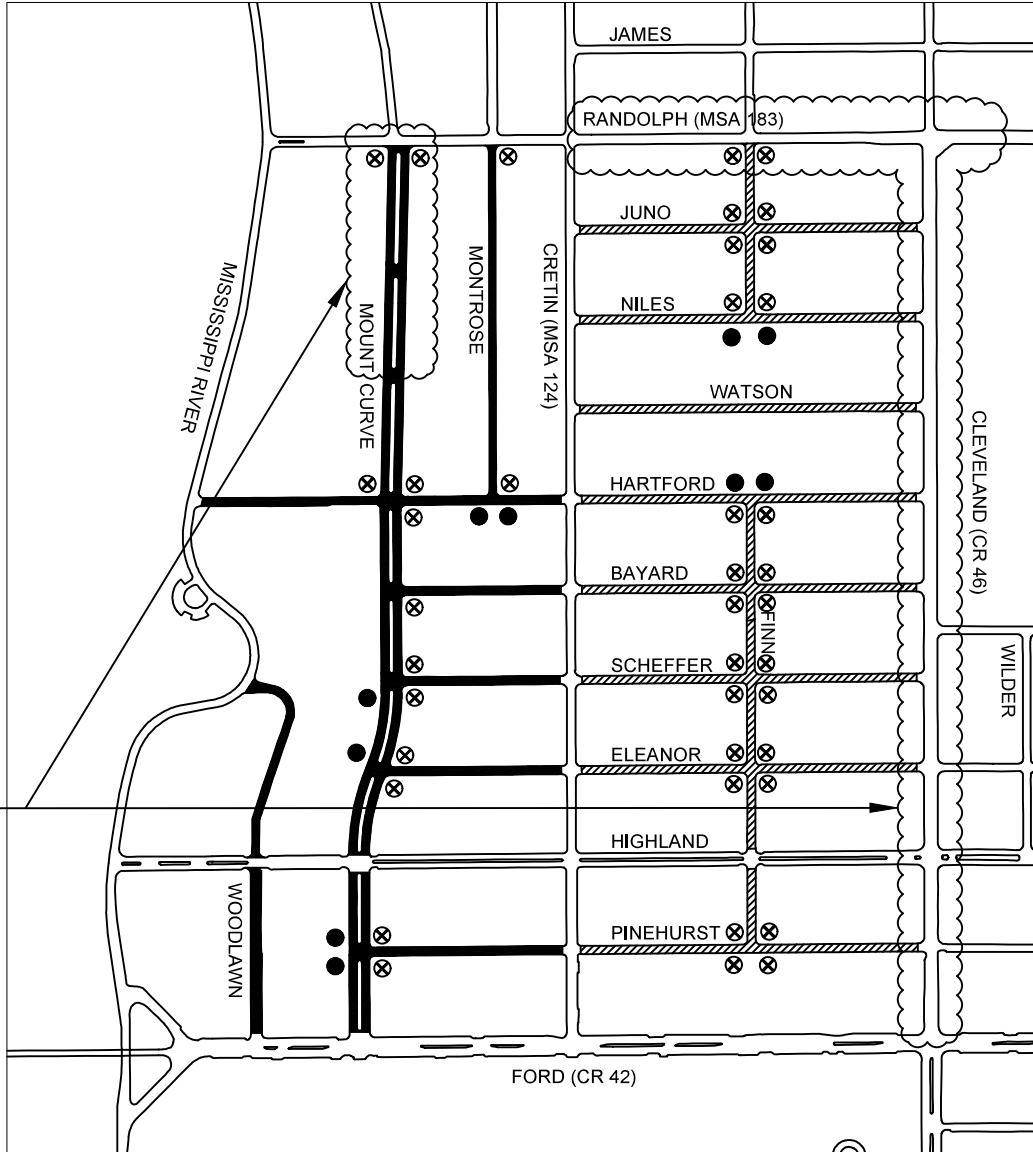 JAMES
RANDOLPH (MSA 183)
JUNO
MISSISSIPPI RIVER
MOUNT CURVE
MONTROSE
CRETIN (MSA 124)
NILES
WATSON
CLEVELAND (CR 46)
HARTFORD
BAYARD
FINN
SCHEFFER
WILDER
ELEANOR
HIGHLAND
WOODLAWN
PINEHURST
FORD (CR 42)